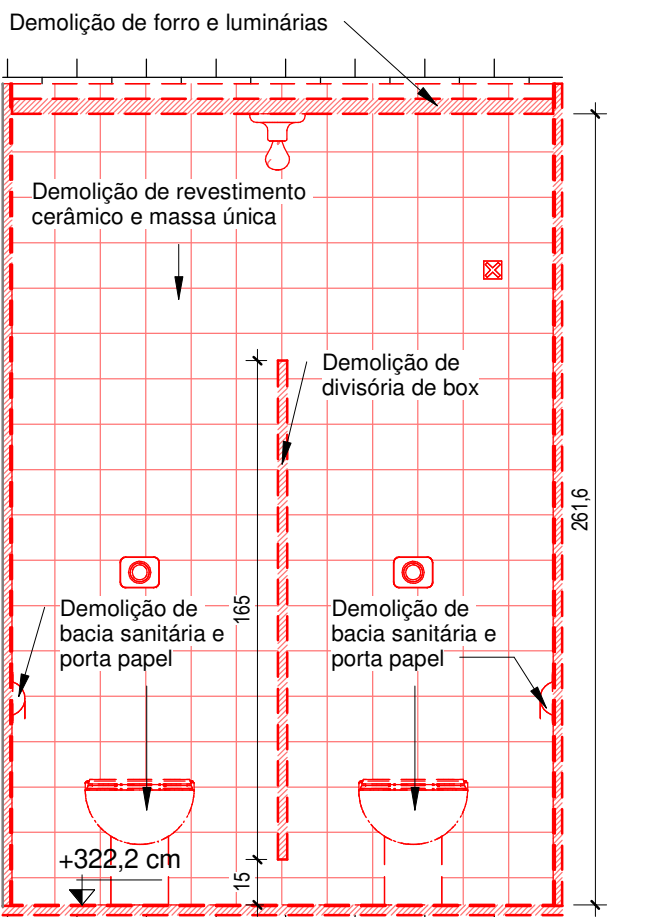 Demolição de forro e luminárias
Demolição de revestimento
cerâmico e massa única
Demolição de
divisória de box
261,6
165
Demolição de
bacia sanitária e
porta papel
Demolição de
bacia sanitária e
porta papel
+322,2 cm
15